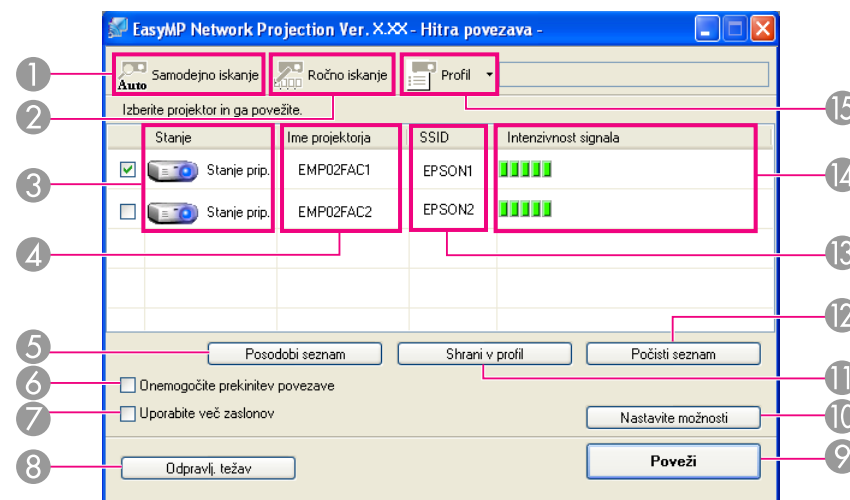 EasyMP Network Projection Ver. X.XX - Hitra povezava -
1 Auto Samodejno iskanje Ročno iskanje Profil
2 Izberite projektor in ga povežite. 15
Stanje Ime projektorja SSID Intenzivnost signala
3 Stanje prip. EMP02FAC1 EPSON1 14
Stanje prip. EMP02FAC2 EPSON2
4 13
12
5 Posodobi seznam Shrani v profil Počisti seznam
6 Onemogočite prekinitev povezave 11
7 Uporabite več zaslonov Nastavite možnosti 10
8 Odpravlj. težav Poveži 9